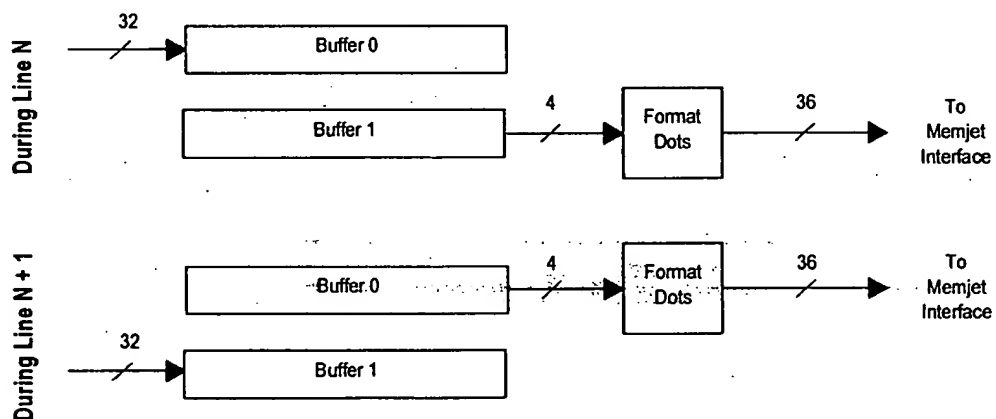 During Line N
32
Buffer 0
Buffer 1
4
Format
Dots
36
To
Memjet
Interface
During Line N + 1
Buffer 0
4
Format
Dots
36
To
Memjet
Interface
32
Buffer 1